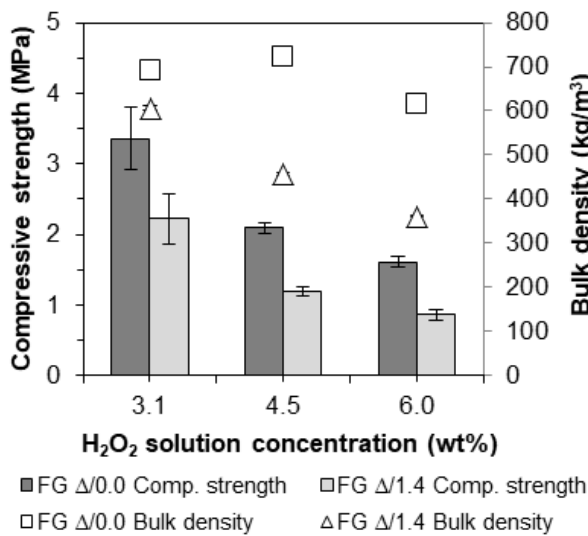 5
4
3
2
1
0
Compressive strength (MPa)
800
700
600
500
400
300
200
100
0
Bulk density (kg/m³)
3.1 4.5 6.0
H₂O₂ solution concentration (wt%)
FG Δ/0.0 Comp. strength FG Δ/1.4 Comp. strength
FG Δ/0.0 Bulk density FG Δ/1.4 Bulk density